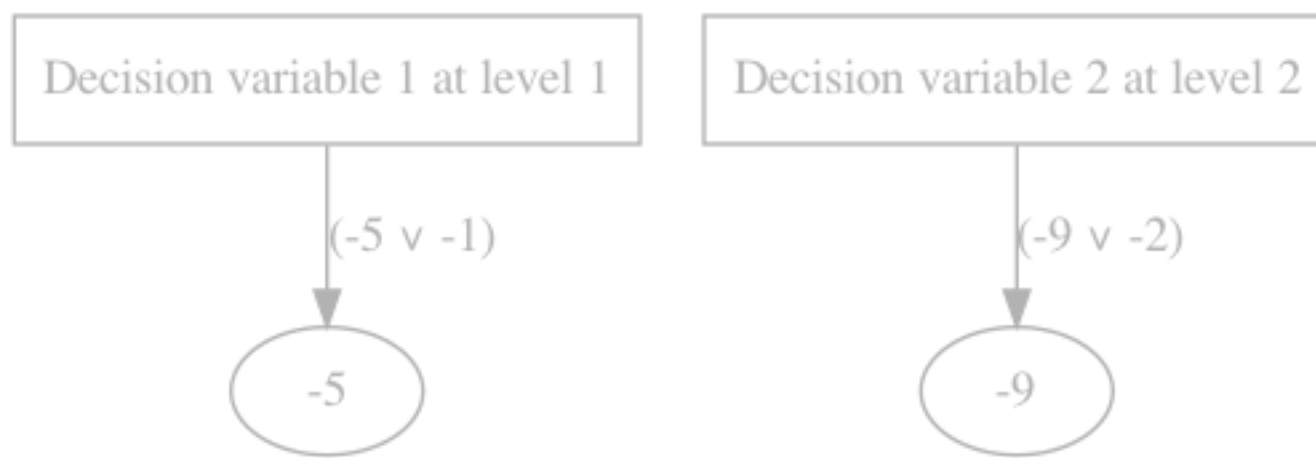 Decision variable 1 at level 1
Decision variable 2 at level 2
(-5 ∨ -1)
(-9 ∨ -2)
-5
-9